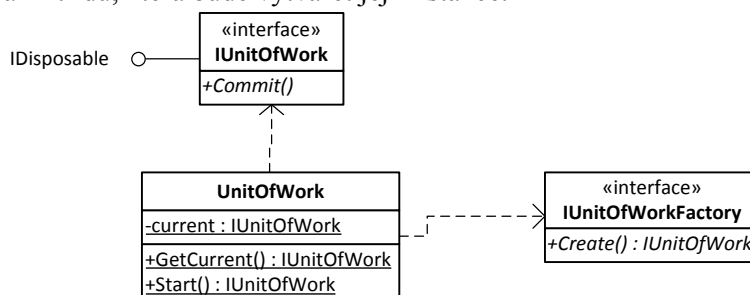 «interface»
IUnitOfWork
IDisposable
+Commit()
UnitOfWork
-current : IUnitOfWork
+GetCurrent() : IUnitOfWork
+Start() : IUnitOfWork
«interface»
IUnitOfWorkFactory
+Create() : IUnitOfWork